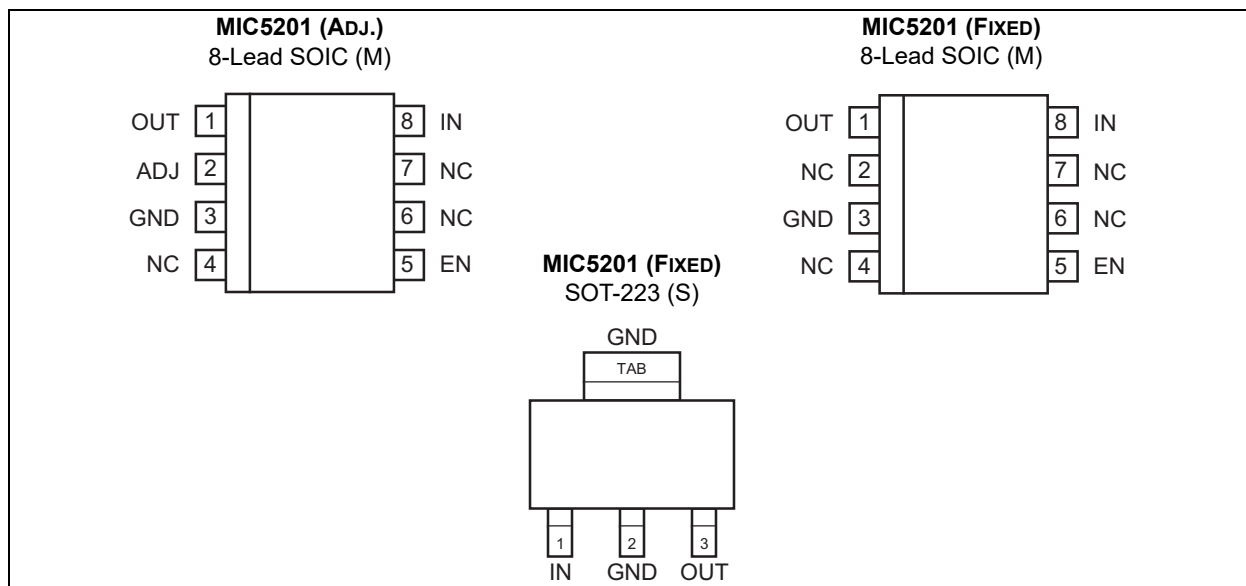 MIC5201 (ADJ.)
8-Lead SOIC (M)
OUT 1 8 IN
ADJ 2 7 NC
GND 3 6 NC
NC 4 5 EN
MIC5201 (FIXED)
8-Lead SOIC (M)
OUT 1 8 IN
NC 2 7 NC
GND 3 6 NC
NC 4 5 EN
MIC5201 (FIXED)
SOT-223 (S)
GND
TAB
1 2 3
IN GND OUT